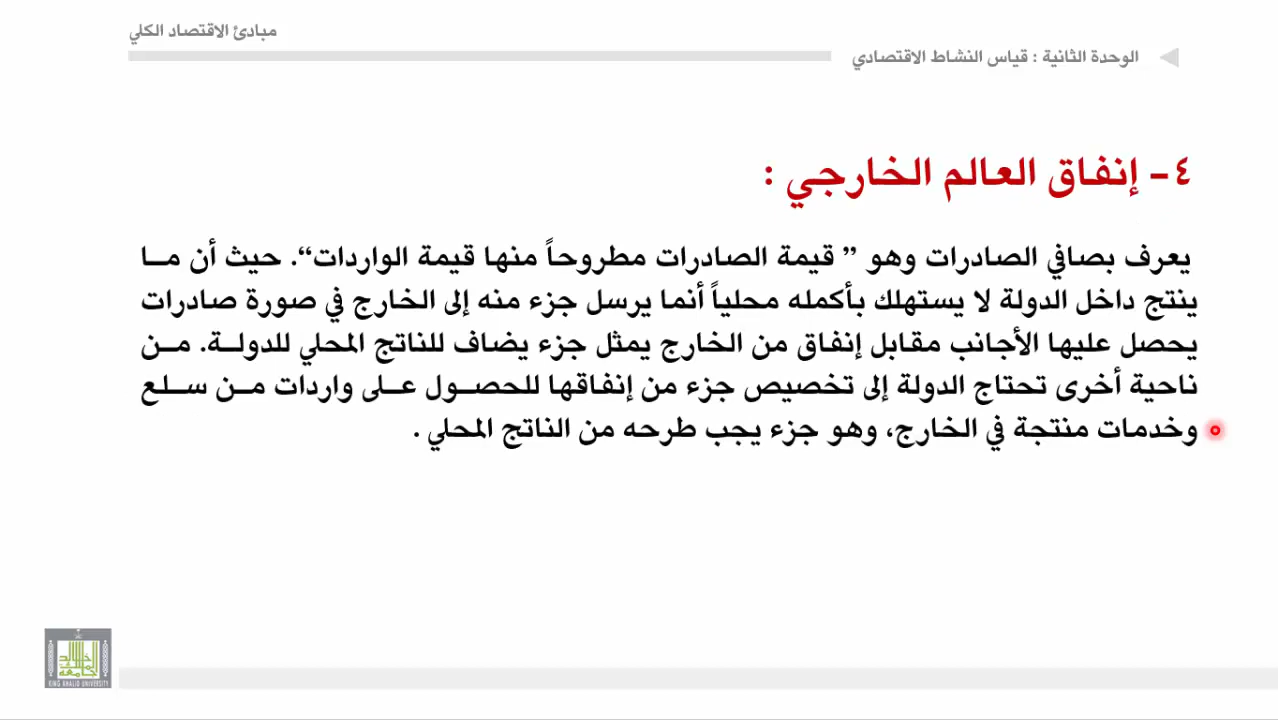 مبادئ الاقتصاد الكلي
الوحدة الثانية : قياس النشاط الاقتصادي
٤- إنفاق العالم الخارجي :
يعرف بصافي الصادرات وهو ” قيمة الصادرات مطروحاً منها قيمة الواردات“. حيث أن ما
ينتج داخل الدولة لا يستهلك بأكمله محلياً أنما يرسل جزء منه إلى الخارج في صورة صادرات
يحصل عليها الأجانب مقابل إنفاق من الخارج يمثل جزء يضاف للناتج المحلي للدولة. من
ناحية أخرى تحتاج الدولة إلى تخصيص جزء من إنفاقها للحصول على واردات من سلع
وخدمات منتجة في الخارج، وهو جزء يجب طرحه من الناتج المحلي .
KING KHALID UNIVERSITY